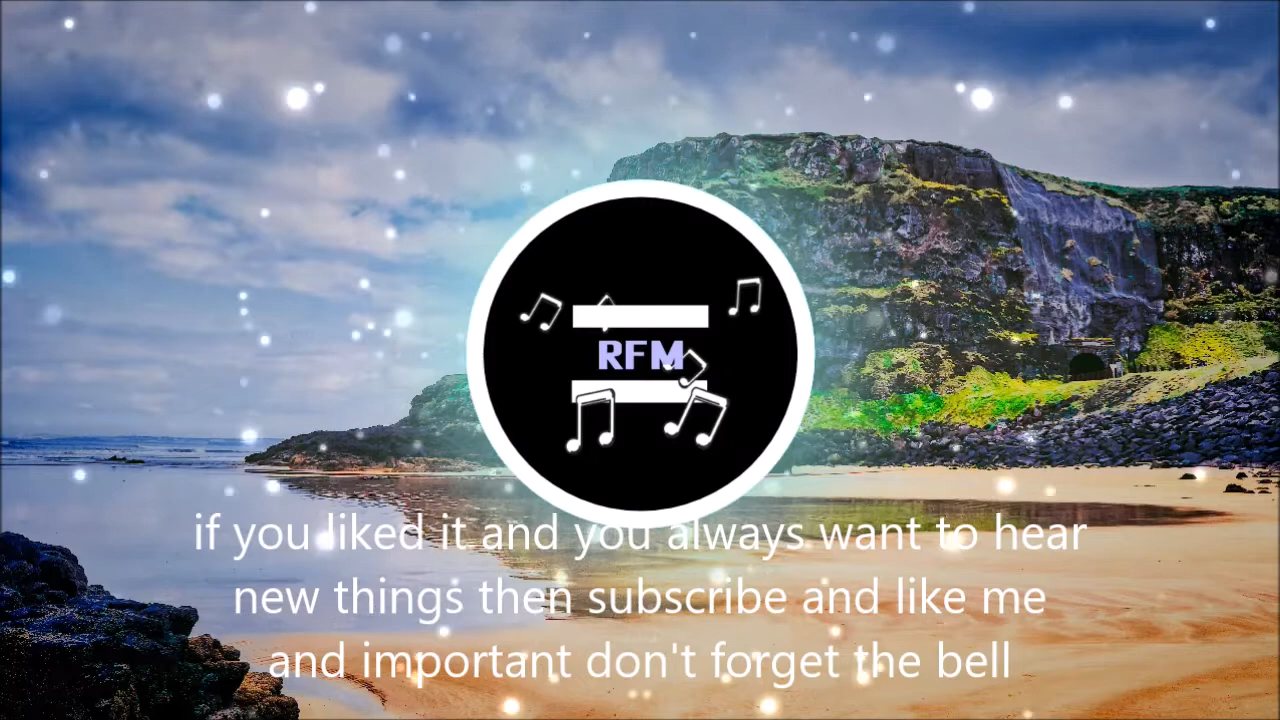 RFM
if you liked it and you always want to hear
new things then subscribe and like me
and important don't forget the bell